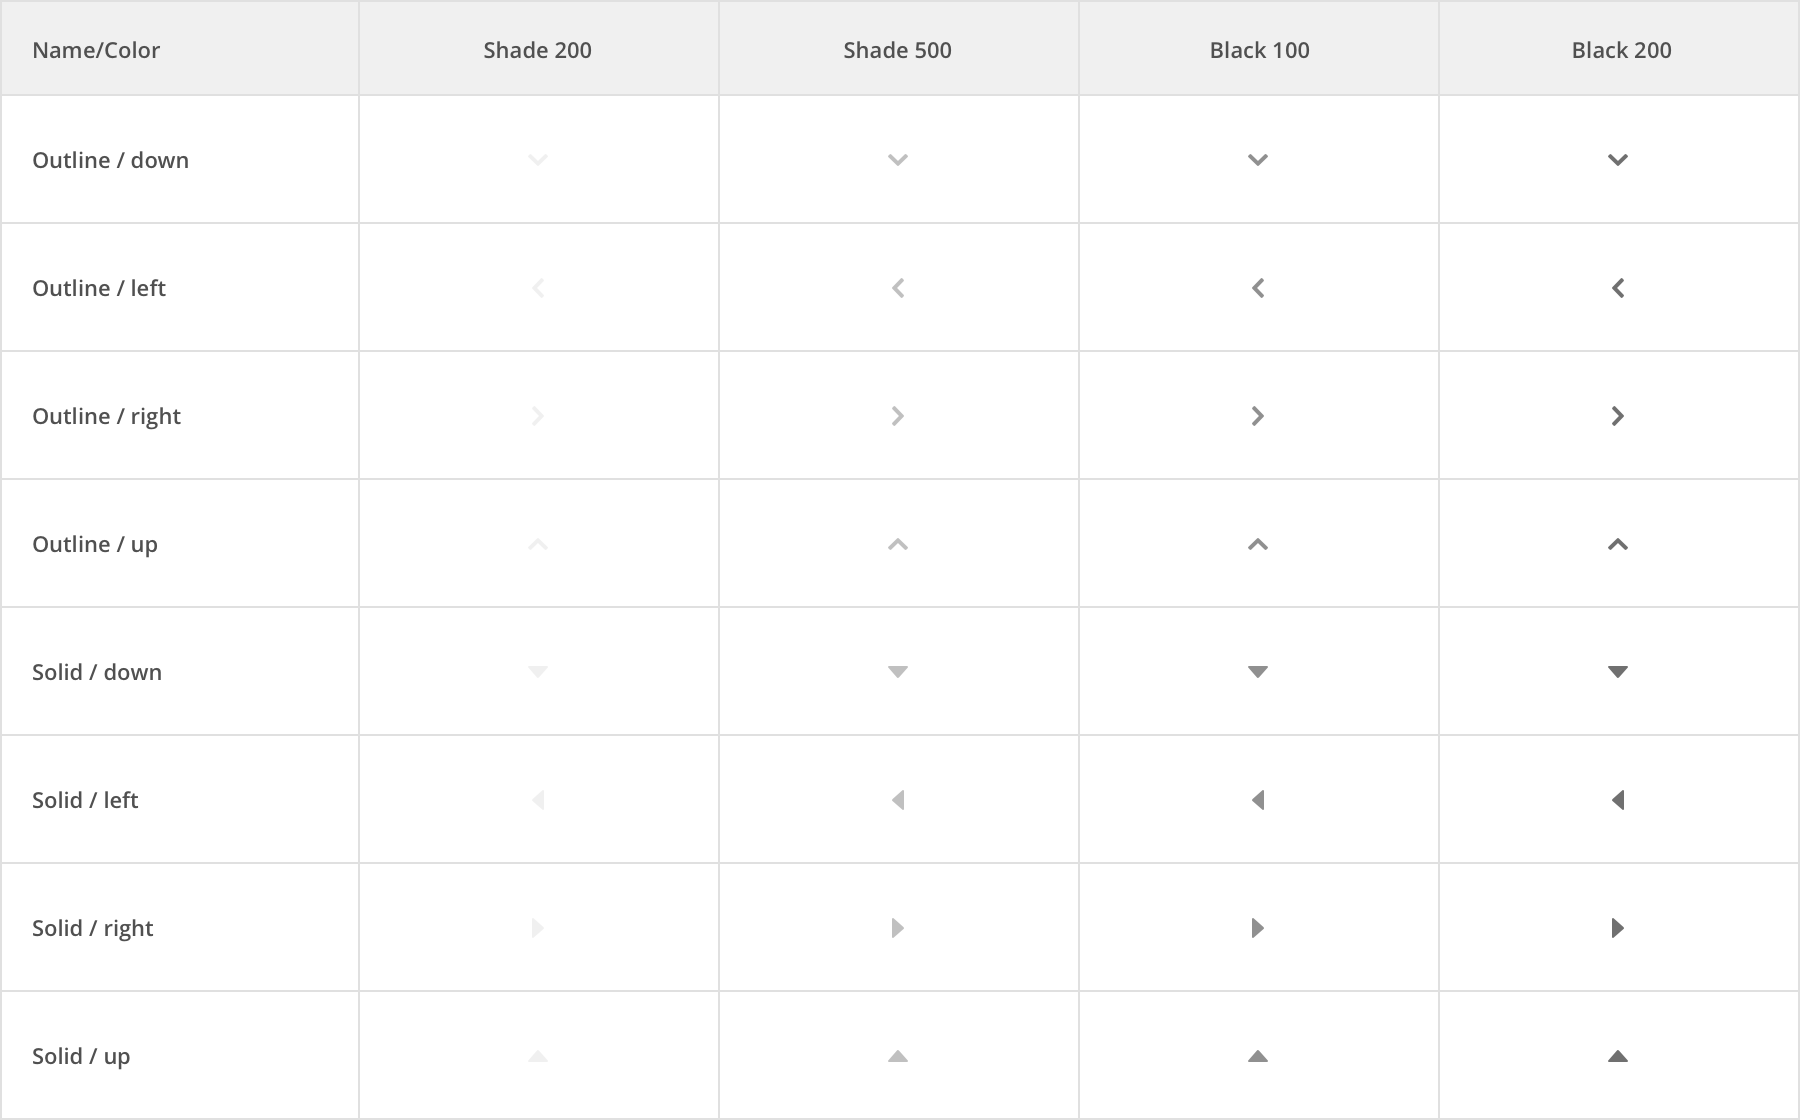 Name/Color Shade 200 Shade 500 Black 100 Black 200
Outline / down
Outline / left
Outline / right
Outline / up
Solid / down
Solid / left
Solid / right
Solid / up